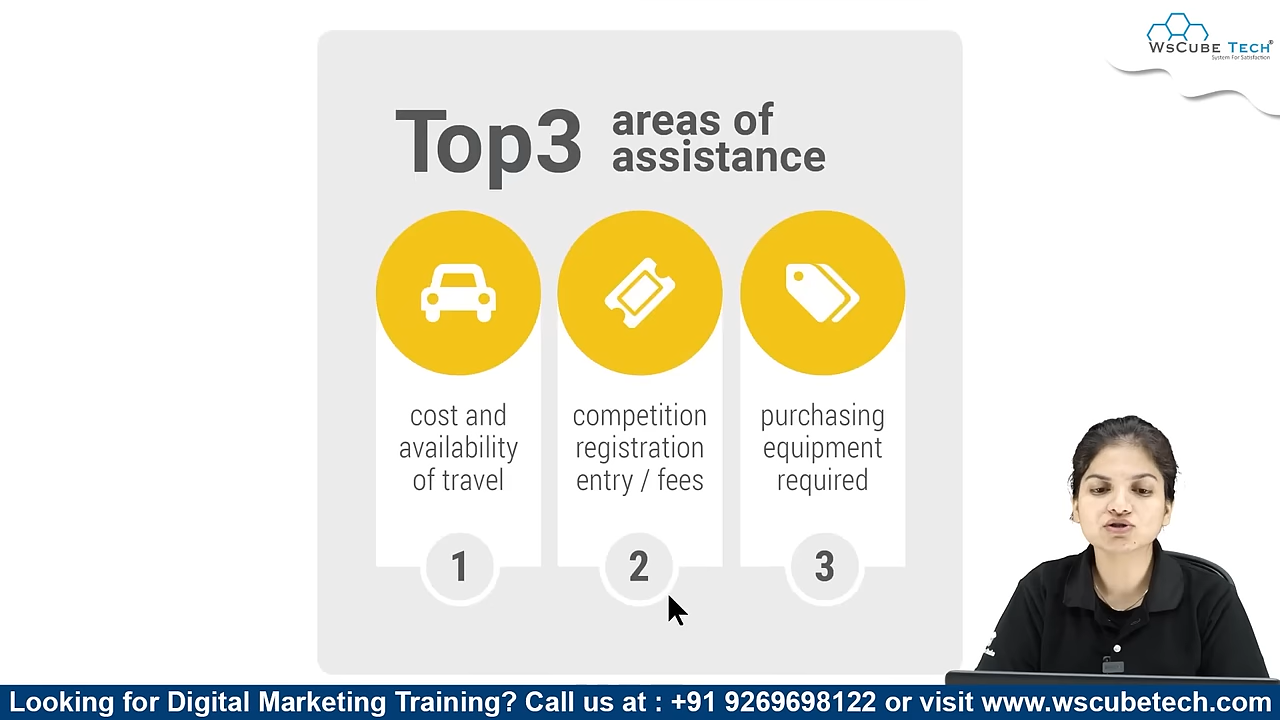 WsCube Tech®
System For Satisfaction
Top3 areas of
assistance
cost and
availability
of travel
competition
registration
entry / fees
purchasing
equipment
required
1
2
3
Looking for Digital Marketing Training? Call us at : +91 9269698122 or visit www.wscubetech.com